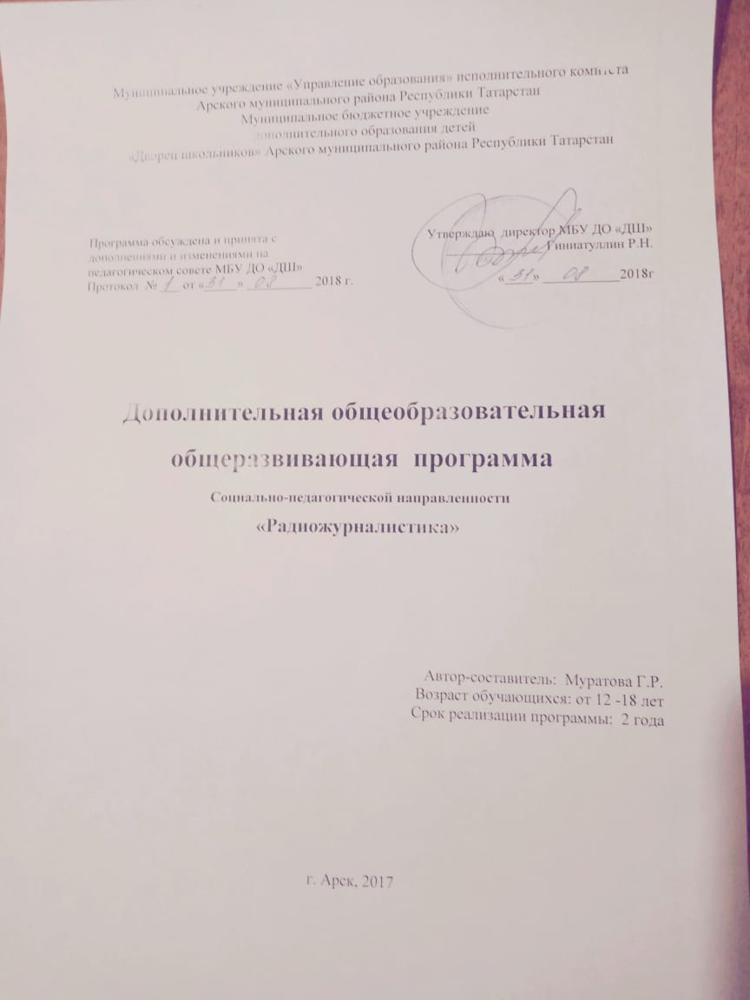 Муниципальное учреждение «Управление образования» исполнительного комитета
Арского муниципального района Республики Татарстан
Муниципальное бюджетное учреждение
дополнительного образования детей
«Дворец школьников» Арского муниципального района Республики Татарстан
Программа обсуждена и принята с
дополнениями и изменениями на
педагогическом совете МБУ ДО «ДШ»
Протокол № 1 от «31» 08 2018 г.
Утверждаю директор МБУ ДО «ДШ»
Гиниатуллин Р.Н.
«31» 08 2018г
Дополнительная общеобразовательная
общеразвивающая программа
Социально-педагогической направленности
«Радиожурналистика»
Автор-составитель: Муратова Г.Р.
Возраст обучающихся: от 12 -18 лет
Срок реализации программы: 2 года
г. Арск, 2017